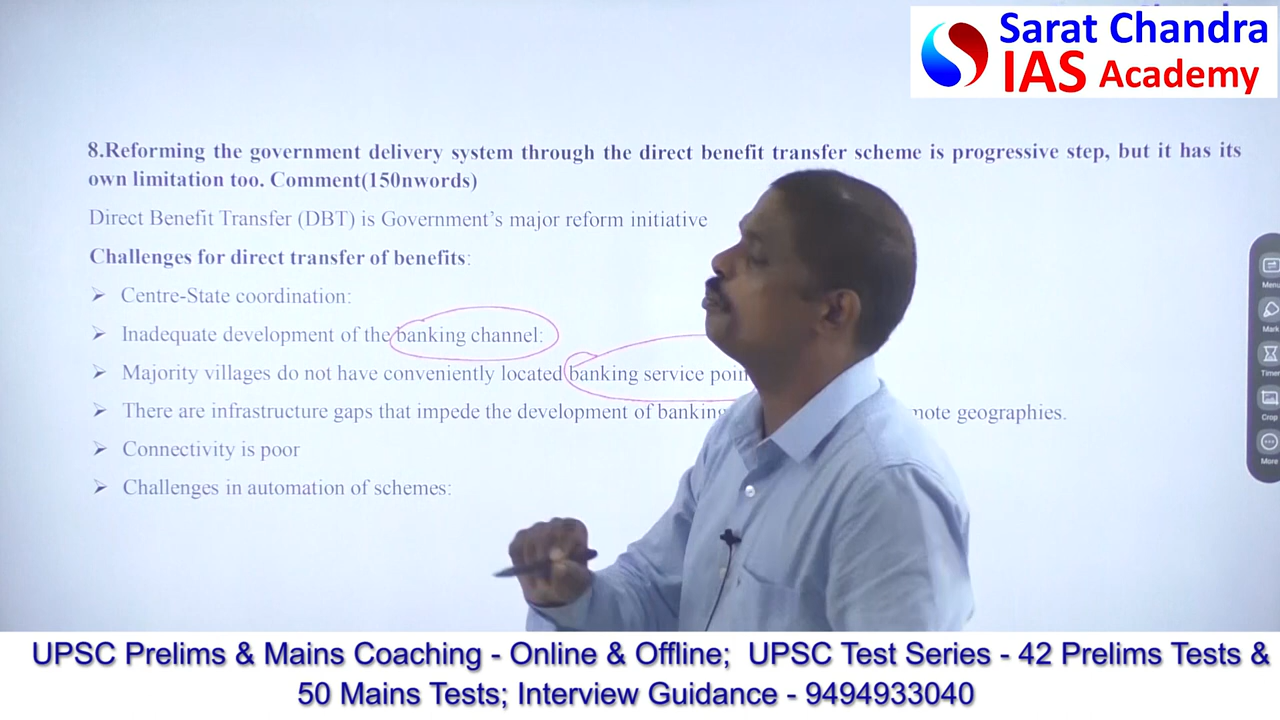 Sarat Chandra
IAS Academy
8.Reforming the government delivery system through the direct benefit transfer scheme is progressive step, but it has its
own limitation too. Comment(150nwords)
Direct Benefit Transfer (DBT) is Government’s major reform initiative
Challenges for direct transfer of benefits:
➢ Centre-State coordination:
➢ Inadequate development of the banking channel:
➢ Majority villages do not have conveniently located banking service
➢ There are infrastructure gaps that impede the development of banking geographies.
➢ Connectivity is poor
➢ Challenges in automation of schemes:
Menu
Mark
Timer
Crop
More
UPSC Prelims & Mains Coaching - Online & Offline; UPSC Test Series - 42 Prelims Tests &
50 Mains Tests; Interview Guidance - 9494933040